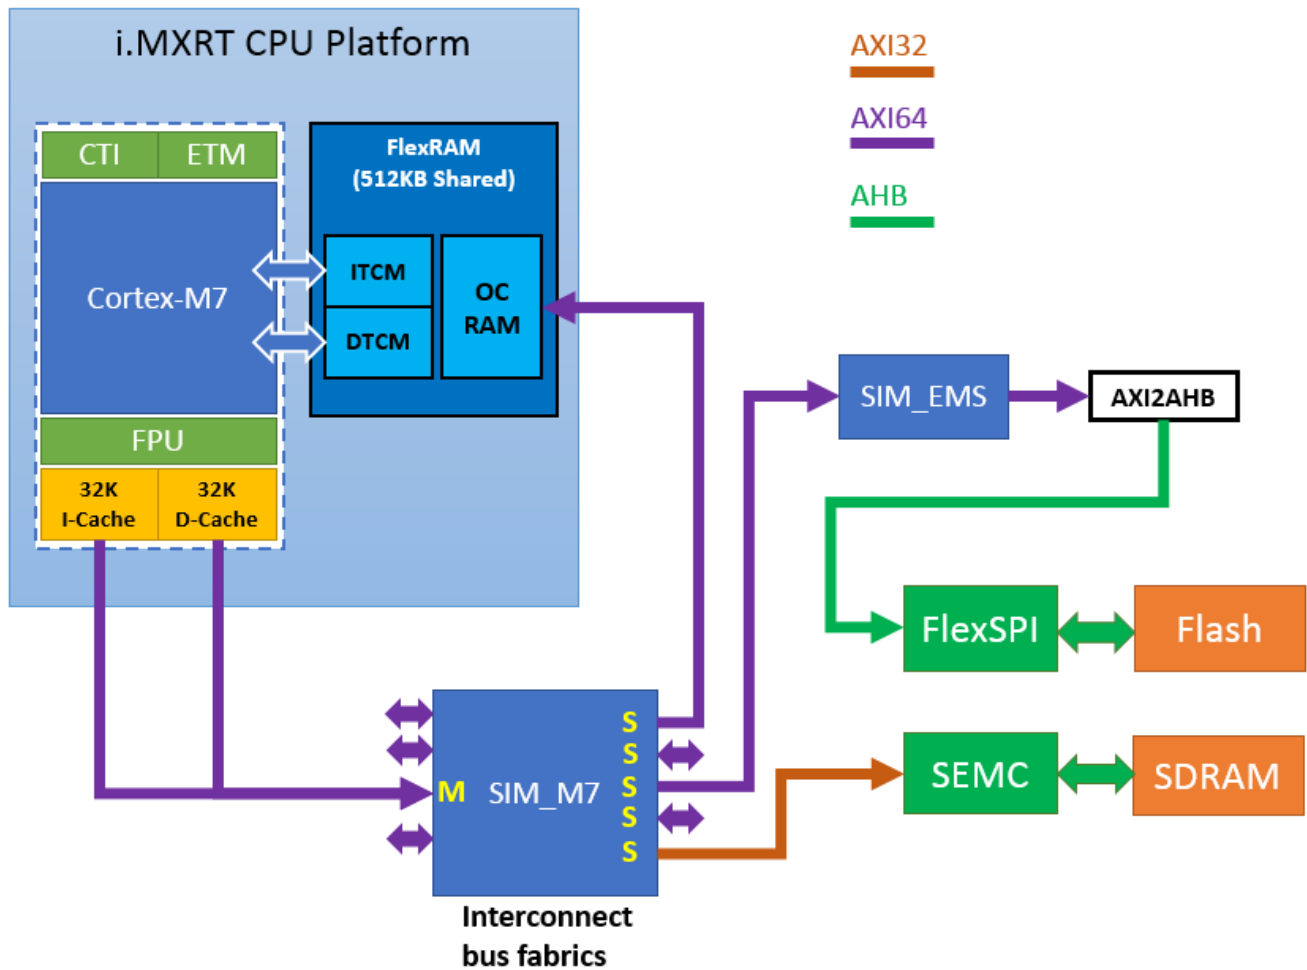 i.MXRT CPU Platform
CTI
ETM
Cortex-M7
FPU
32K
I-Cache
32K
D-Cache
FlexRAM
(512KB Shared)
ITCM
DTCM
OC
RAM
AXI32
AXI64
AHB
SIM_EMS
AXI2AHB
FlexSPI
Flash
SEMC
SDRAM
M
SIM_M7
S
S
S
S
S
Interconnect
bus fabrics